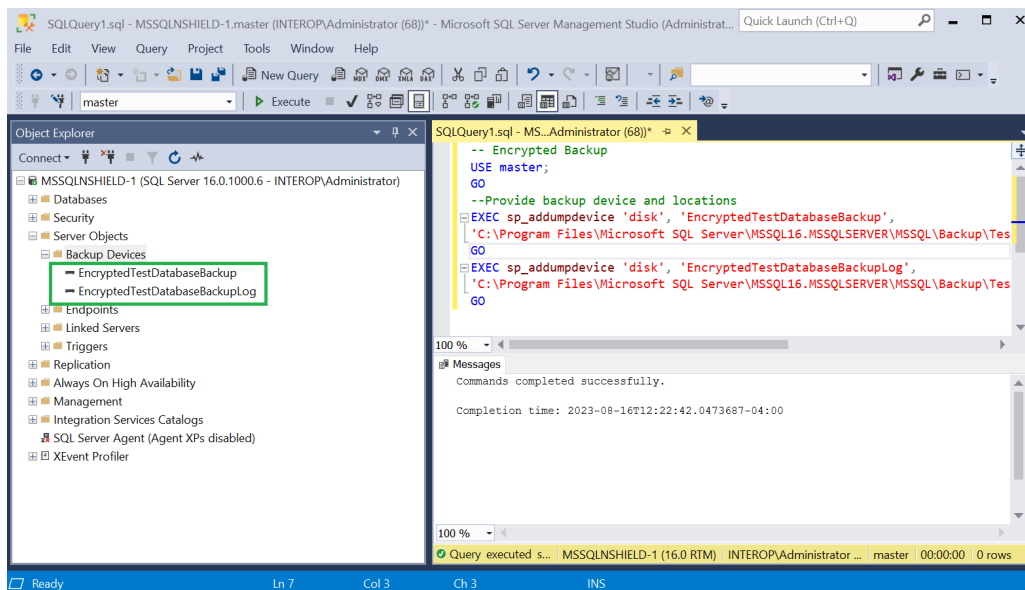 SQLQuery1.sql - MSSQLNSHIELD-1.master (INTEROP\Administrator (68))* - Microsoft SQL Server Management Studio (Administrat...
Quick Launch (Ctrl+Q)
File Edit View Query Project Tools Window Help
New Query MDX DMX XMLA DAX
master Execute
Object Explorer
Connect
MSSQLNSHIELD-1 (SQL Server 16.0.1000.6 - INTEROP\Administrator)
Databases
Security
Server Objects
Backup Devices
EncryptedTestDatabaseBackup
EncryptedTestDatabaseBackupLog
Endpoints
Linked Servers
Triggers
Replication
Always On High Availability
Management
Integration Services Catalogs
SQL Server Agent (Agent XPs disabled)
XEvent Profiler
SQLQuery1.sql - MS...Administrator (68))*
-- Encrypted Backup
USE master;
GO
--Provide backup device and locations
EXEC sp_addumpdevice 'disk', 'EncryptedTestDatabaseBackup',
'C:\Program Files\Microsoft SQL Server\MSSQL16.MSSQLSERVER\MSSQL\Backup\Tes
GO
EXEC sp_addumpdevice 'disk', 'EncryptedTestDatabaseBackupLog',
'C:\Program Files\Microsoft SQL Server\MSSQL16.MSSQLSERVER\MSSQL\Backup\Tes
GO
100 %
Messages
Commands completed successfully.
Completion time: 2023-08-16T12:22:42.0473687-04:00
100 %
Query executed s... MSSQLNSHIELD-1 (16.0 RTM) INTEROP\Administrator ... master 00:00:00 0 rows
Ready Ln 7 Col 3 Ch 3 INS